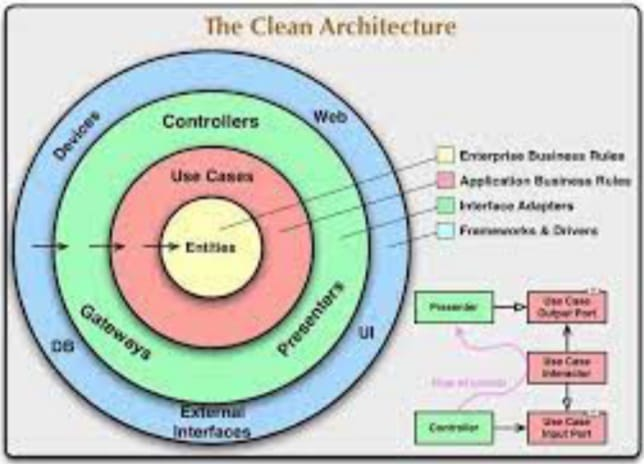 The Clean Architecture
Devices
Web
Controllers
Use Cases
Entities
Gateways
Presenters
DB
UI
External
Interfaces
Enterprise Business Rules
Application Business Rules
Interface Adapters
Frameworks & Drivers
Presenter
Use Case
Output Port
Use Case
Interactor
Flow of control
Controller
Use Case
Input Port